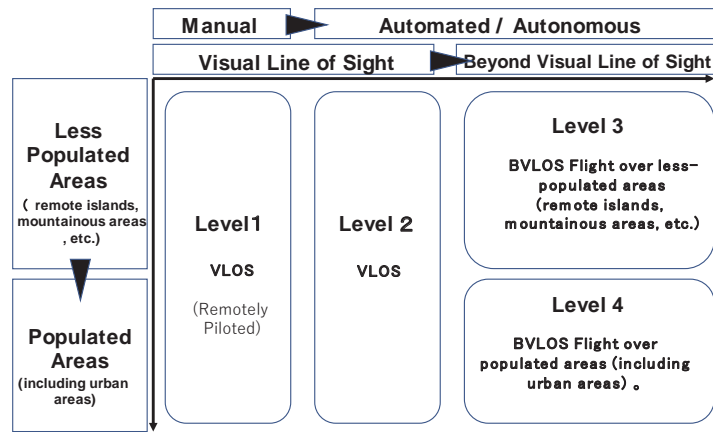 Manual
Automated / Autonomous
Visual Line of Sight
Beyond Visual Line of Sight
Less
Populated
Areas
( remote islands,
mountainous areas
, etc.)
Populated
Areas
(including urban
areas)
Level1
VLOS
(Remotely
Piloted)
Level 2
VLOS
Level 3
BVLOS Flight over less-
populated areas
(remote islands,
mountainous areas, etc.)
Level 4
BVLOS Flight over
populated areas (including
urban areas) 。